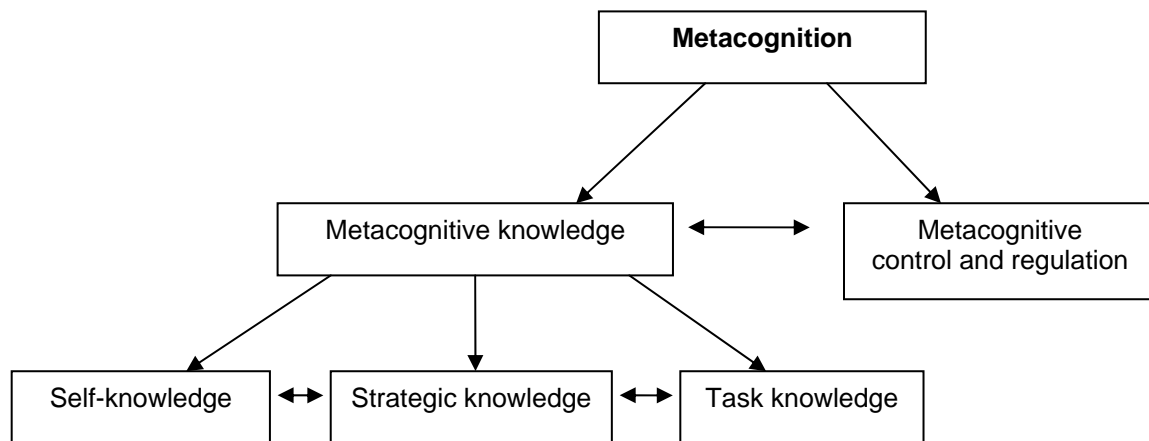 Metacognition
Metacognitive knowledge
Metacognitive
control and regulation
Self-knowledge
Strategic knowledge
Task knowledge